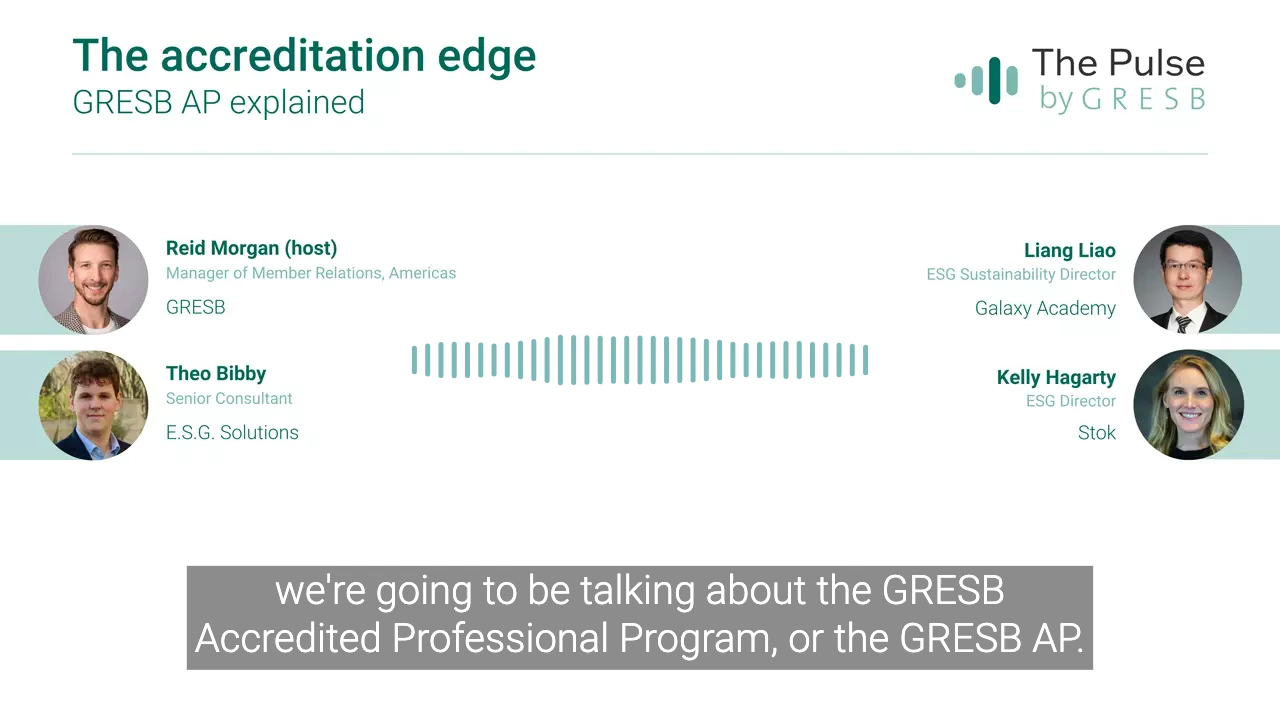 The accreditation edge
GRESB AP explained
The Pulse
by GRESB
Reid Morgan (host)
Manager of Member Relations, Americas
GRESB
Theo Bibby
Senior Consultant
E.S.G. Solutions
Liang Liao
ESG Sustainability Director
Galaxy Academy
Kelly Hagarty
ESG Director
Stok
we're going to be talking about the GRESB
Accredited Professional Program, or the GRESB AP.